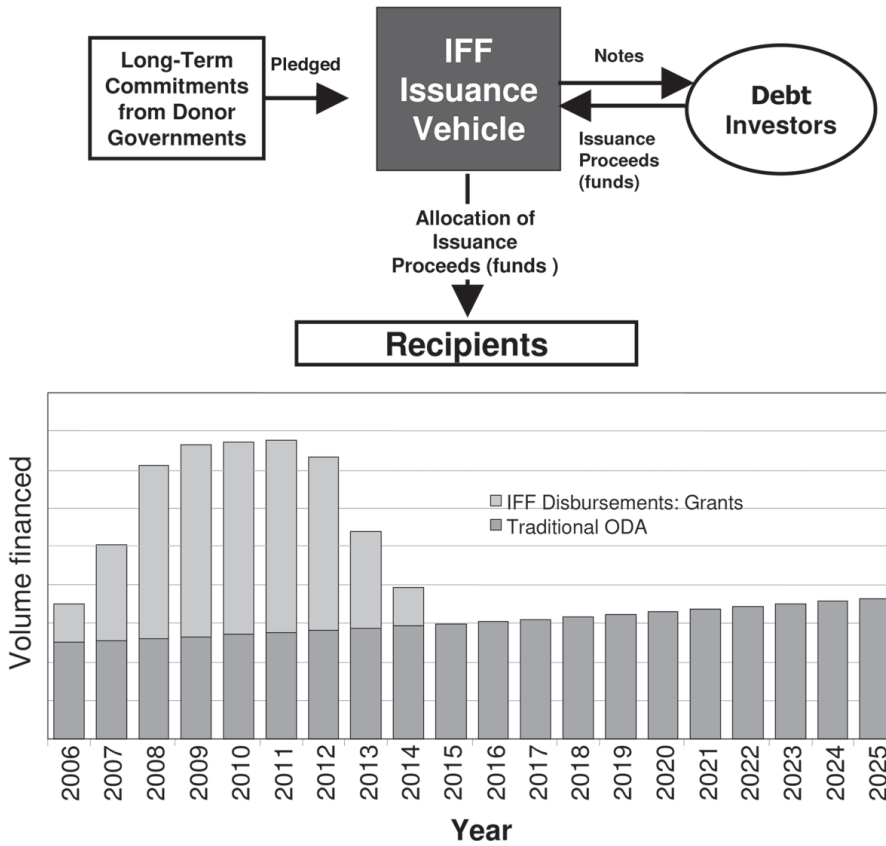 Long-Term
Commitments
from Donor
Governments
Pledged
IFF
Issuance
Vehicle
Notes
Issuance
Proceeds
(funds)
Debt
Investors
Allocation of
Issuance
Proceeds (funds )
Recipients
Volume financed
IFF Disbursements: Grants
Traditional ODA
2006
2007
2008
2009
2010
2011
2012
2013
2014
2015
2016
2017
2018
2019
2020
2021
2022
2023
2024
2025
Year